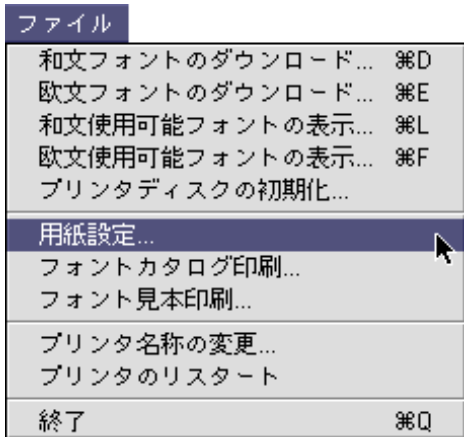 ファイル
和文フォントのダウンロード... ⌘D
欧文フォントのダウンロード... ⌘E
和文使用可能フォントの表示... ⌘L
欧文使用可能フォントの表示... ⌘F
プリンタディスクの初期化...
用紙設定...
フォントカタログ印刷...
フォント見本印刷...
プリンタ名称の変更...
プリンタのリスタート
終了 ⌘Q